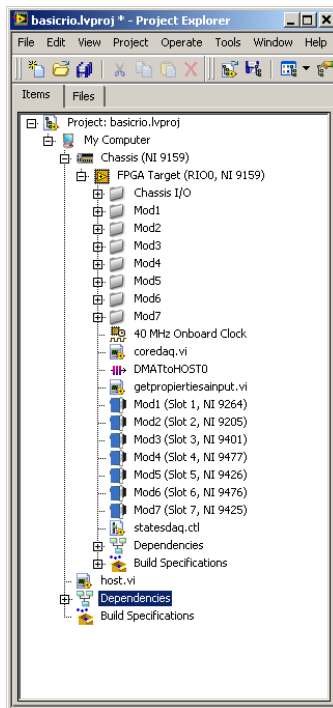 basicrio.lvproj * - Project Explorer
File Edit View Project Operate Tools Window Help
Items Files
Project: basicrio.lvproj
My Computer
Chassis (NI 9159)
FPGA Target (RIO0, NI 9159)
Chassis I/O
Mod1
Mod2
Mod3
Mod4
Mod5
Mod6
Mod7
40 MHz Onboard Clock
coredaq.vi
DMATtoHOST0
getpropiertiesainput.vi
Mod1 (Slot 1, NI 9264)
Mod2 (Slot 2, NI 9205)
Mod3 (Slot 3, NI 9401)
Mod4 (Slot 4, NI 9477)
Mod5 (Slot 5, NI 9426)
Mod6 (Slot 6, NI 9476)
Mod7 (Slot 7, NI 9425)
statesdaq.ctl
Dependencies
Build Specifications
host.vi
Dependencies
Build Specifications